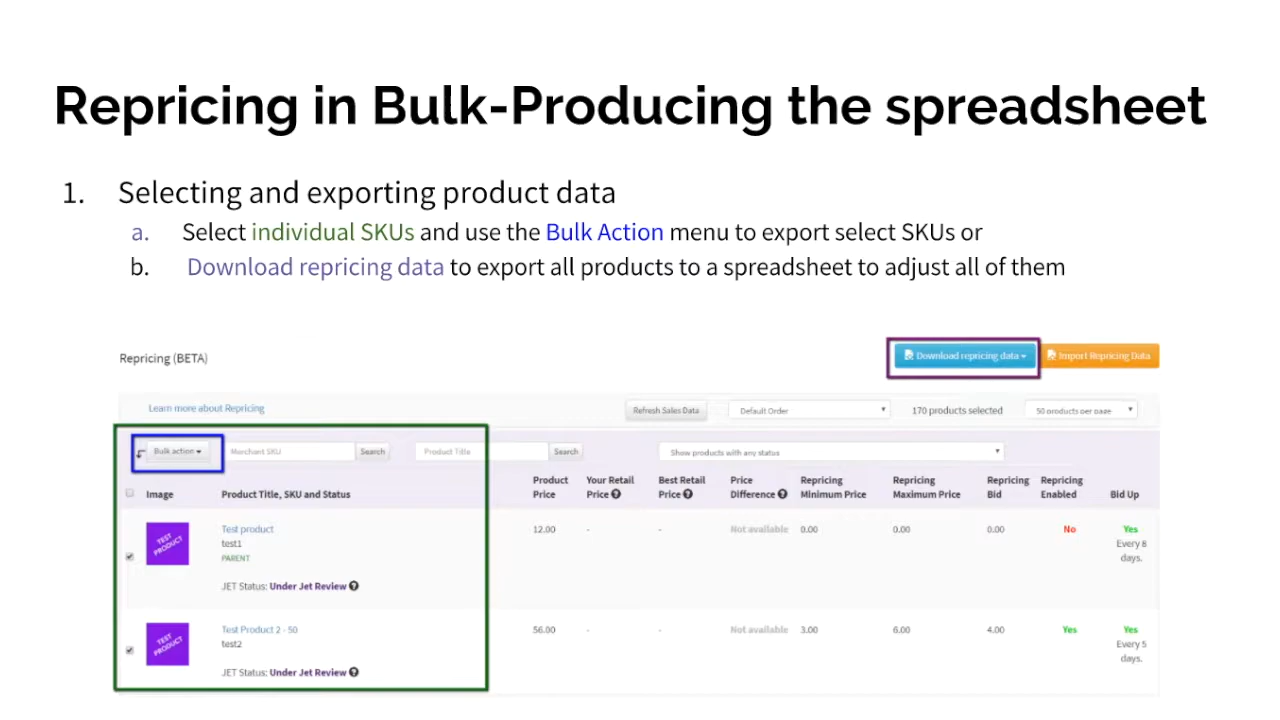 Repricing in Bulk-Producing the spreadsheet
1. Selecting and exporting product data
a. Select individual SKUs and use the Bulk Action menu to export select SKUs or
b. Download repricing data to export all products to a spreadsheet to adjust all of them
Repricing (BETA)
Download repricing data
Import Repricing Data
Learn more about Repricing
Refresh Sales Data
Default Order
170 products selected
50 products per page
Bulk action
Merchant SKU
Search
Product Title
Search
Show products with any status
Image
Product Title, SKU and Status
Product Price
Your Retail Price
Best Retail Price
Price Difference
Repricing Minimum Price
Repricing Maximum Price
Repricing Bid
Repricing Enabled
Bid Up
TEST PRODUCT
Test product
test1
PARENT
JET Status: Under Jet Review
12.00 - - Not available 0.00 0.00 0.00 No Yes
Every 8
days.
TEST PRODUCT
Test Product 2 - 50
test2
JET Status: Under Jet Review
56.00 - - Not available 3.00 6.00 4.00 Yes Yes
Every 5
days.